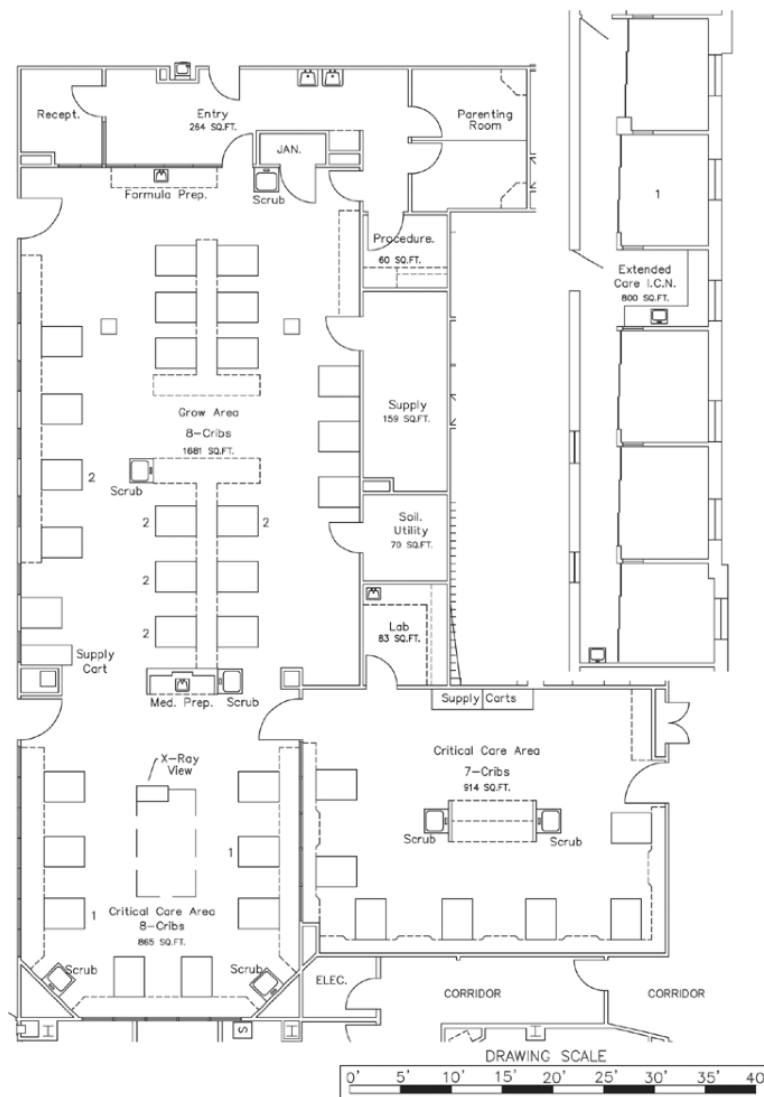 Recept.
Entry
264 SQ.FT.
Parenting
Room
JAN.
Formula Prep.
Scrub
1
Procedure.
60 SQ.FT.
Extended
Care I.C.N.
800 SQ.FT.
Supply
159 SQ.FT.
Grow Area
8-Cribs
1681 SQ.FT.
2
Scrub
2
2
Soil.
Utility
70 SQ.FT.
2
2
Lab
83 SQ.FT.
Supply
Cart
Med. Prep.
Scrub
Supply Carts
X-Ray
View
Critical Care Area
7-Cribs
914 SQ.FT.
Scrub
Scrub
1
1
Critical Care Area
8-Cribs
865 SQ.FT.
Scrub
Scrub
ELEC.
CORRIDOR
CORRIDOR
H
S
H
H
DRAWING SCALE
0' 5' 10' 15' 20' 25' 30' 35' 40'